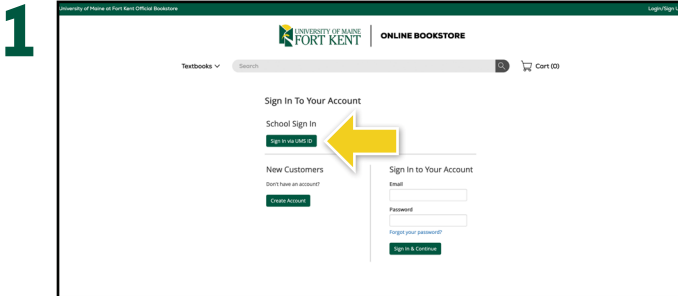 1
University of Maine at Fort Kent Official Bookstore
Login/Sign U
UNIVERSITY OF MAINE
FORT KENT
ONLINE BOOKSTORE
Textbooks
Search
Cart (0)
Sign In To Your Account
School Sign In
Sign in via UMS ID
New Customers
Don't have an account?
Create Account
Sign In to Your Account
Email
Password
Forgot your password?
Sign In & Continue